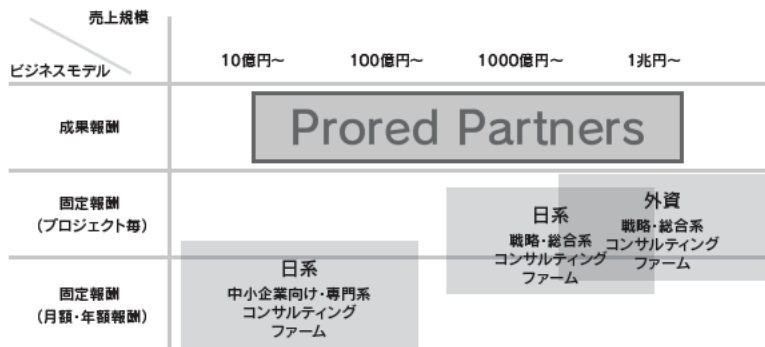 売上規模
ビジネスモデル
10億円～
100億円～
1000億円～
1兆円～
成果報酬
Prored Partners
固定報酬
(プロジェクト毎)
日系
戦略・総合系
コンサルティング
ファーム
外資
戦略・総合系
コンサルティング
ファーム
固定報酬
(月額・年額報酬)
日系
中小企業向け・専門系
コンサルティング
ファーム